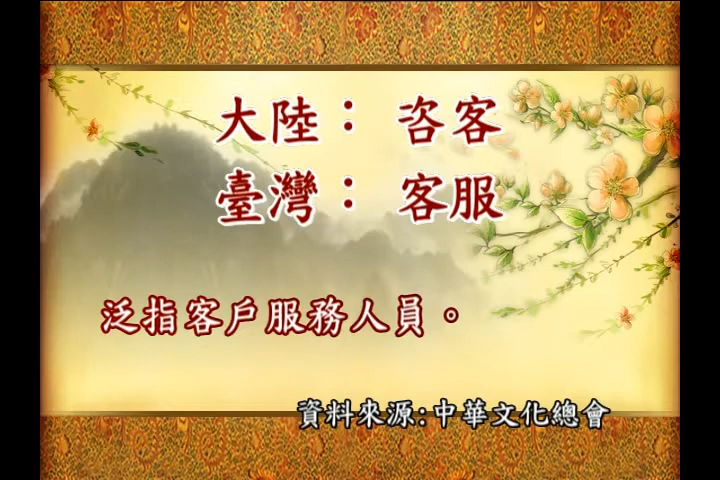 大陸： 咨客
臺灣： 客服
泛指客戶服務人員。
資料來源:中華文化總會